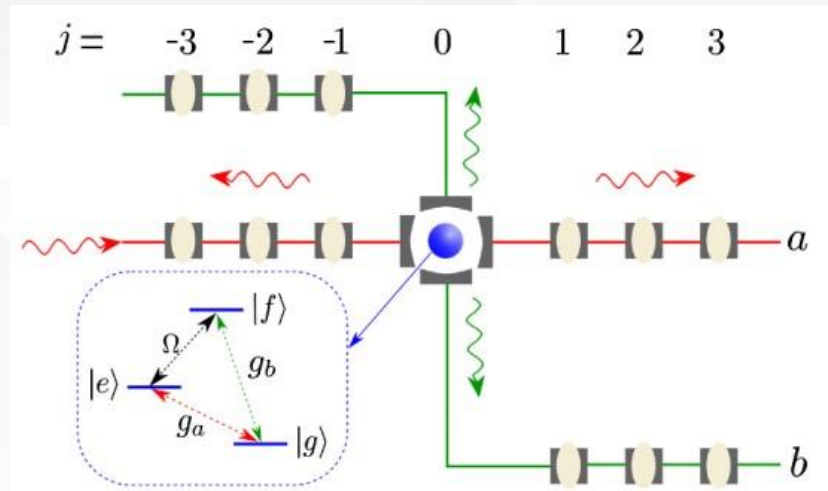 j = -3 -2 -1 0 1 2 3
a
|f⟩
Ω
g_b
|e⟩
g_a
|g⟩
b